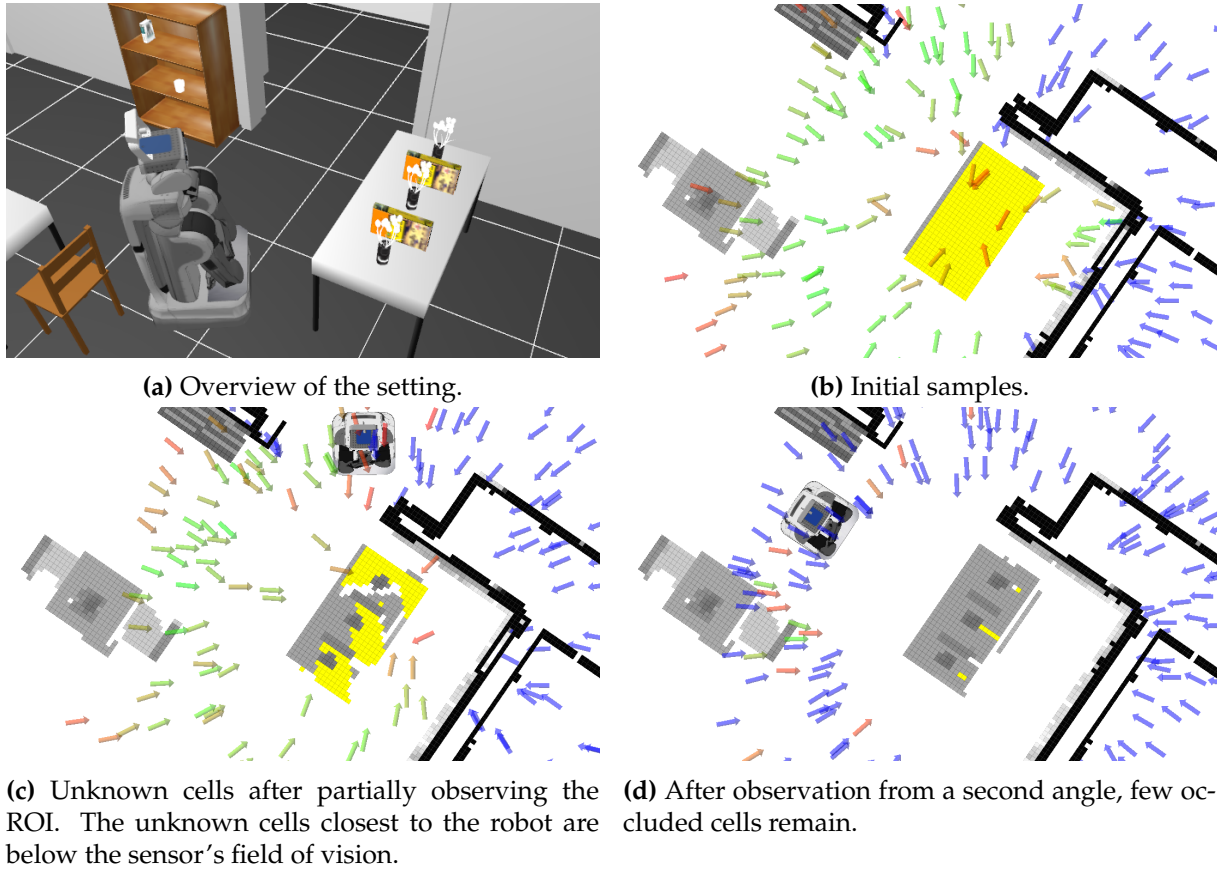 (a) Overview of the setting.
(b) Initial samples.
(c) Unknown cells after partially observing the
ROI. The unknown cells closest to the robot are
below the sensor's field of vision.
(d) After observation from a second angle, few oc-
cluded cells remain.